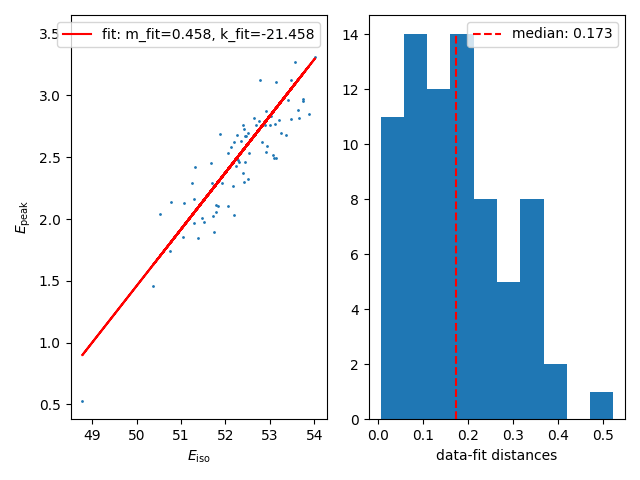 fit: m_fit=0.458, k_fit=-21.458
3.5
3.0
2.5
2.0
1.5
1.0
0.5
E_peak
49 50 51 52 53 54
E_iso
median: 0.173
14
12
10
8
6
4
2
0
0.0 0.1 0.2 0.3 0.4 0.5
data-fit distances